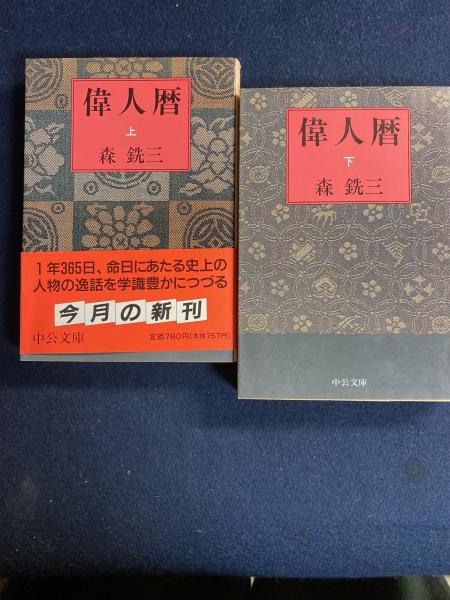 偉人暦
上
森 銑三
1年365日、命日にあたる史上の
人物の逸話を学識豊かにつづる
今月の新刊
中公文庫
定価780円(本体757円)
偉人暦
下
森 銑三
中公文庫